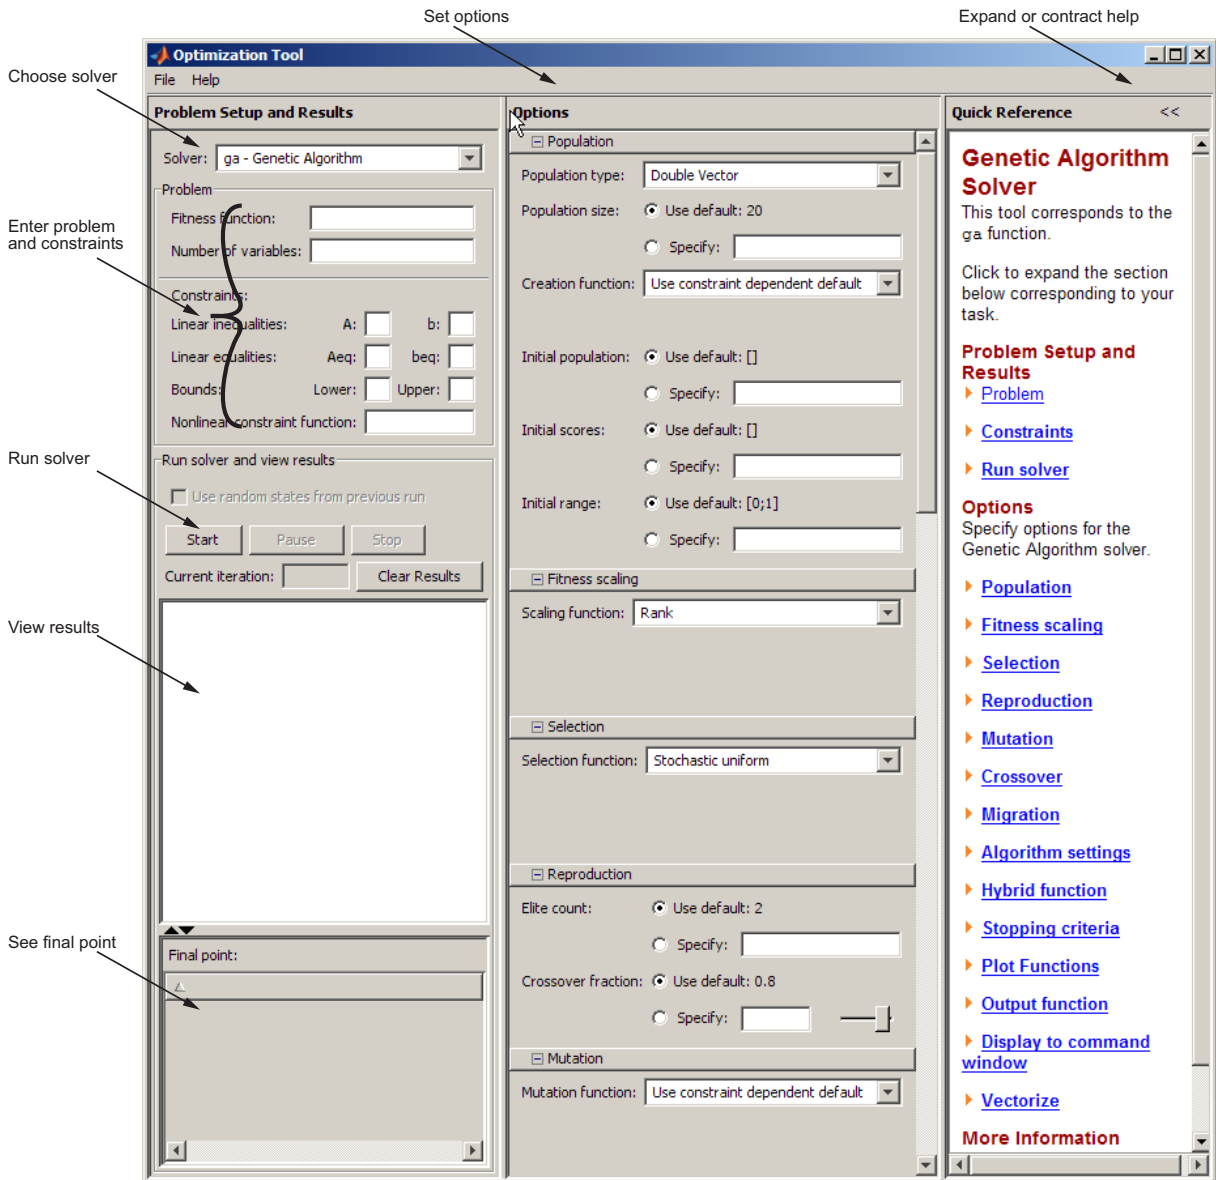 Set options
Expand or contract help
Optimization Tool
Choose solver
File Help
Problem Setup and Results
Solver: ga - Genetic Algorithm
Problem
Fitness function:
Enter problem
and constraints
Number of variables:
Constraints:
Linear inequalities: A: b:
Linear equalities: Aeq: beq:
Bounds: Lower: Upper:
Nonlinear constraint function:
Run solver
Run solver and view results
Use random states from previous run
Start Pause Stop
Current iteration: Clear Results
View results
See final point
Final point:
Options
Population
Population type: Double Vector
Population size: Use default: 20
Specify:
Creation function: Use constraint dependent default
Initial population: Use default: []
Specify:
Initial scores: Use default: []
Specify:
Initial range: Use default: [0;1]
Specify:
Fitness scaling
Scaling function: Rank
Selection
Selection function: Stochastic uniform
Reproduction
Elite count: Use default: 2
Specify:
Crossover fraction: Use default: 0.8
Specify:
Mutation
Mutation function: Use constraint dependent default
Quick Reference <<
Genetic Algorithm
Solver
This tool corresponds to the
ga function.
Click to expand the section
below corresponding to your
task.
Problem Setup and
Results
Problem
Constraints
Run solver
Options
Specify options for the
Genetic Algorithm solver.
Population
Fitness scaling
Selection
Reproduction
Mutation
Crossover
Migration
Algorithm settings
Hybrid function
Stopping criteria
Plot Functions
Output function
Display to command
window
Vectorize
More Information